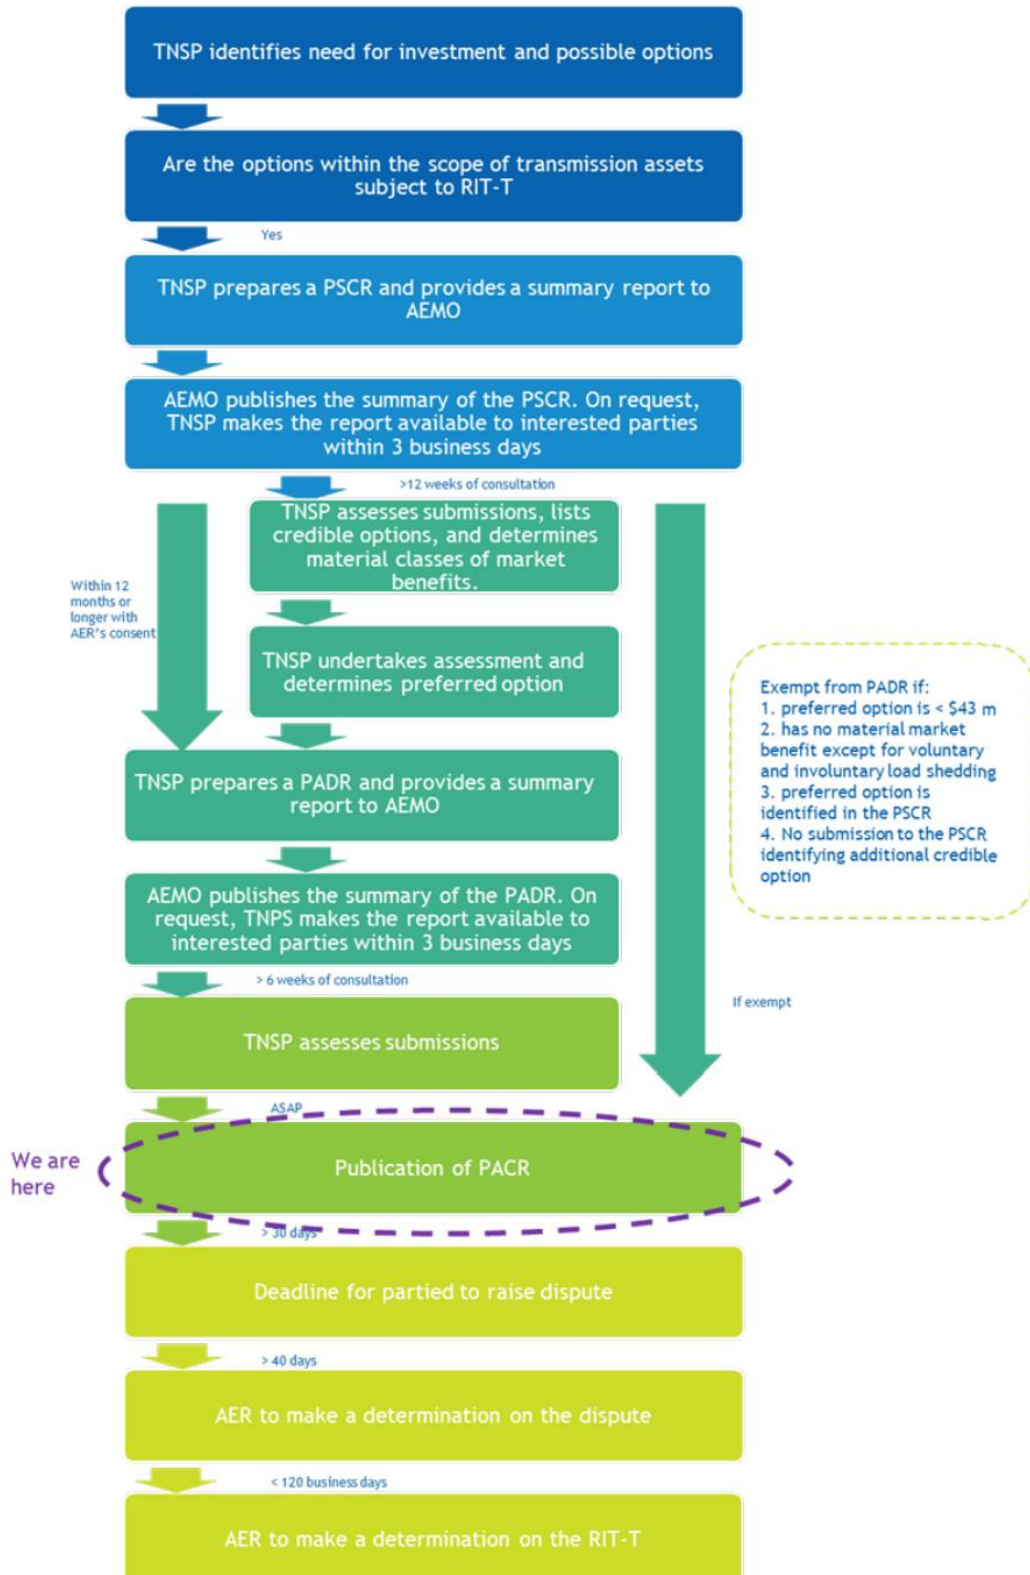 TNSP identifies need for investment and possible options
Are the options within the scope of transmission assets
subject to RIT-T
Yes
TNSP prepares a PSCR and provides a summary report to
AEMO
AEMO publishes the summary of the PSCR. On request,
TNSP makes the report available to interested parties
within 3 business days
>12 weeks of consultation
TNSP assesses submissions, lists
credible options, and determines
material classes of market
benefits.
Within 12
months or
longer with
AER's consent
TNSP undertakes assessment and
determines preferred option
Exempt from PADR if:
1. preferred option is < $43 m
2. has no material market
benefit except for voluntary
and involuntary load shedding
3. preferred option is
identified in the PSCR
4. No submission to the PSCR
identifying additional credible
option
TNSP prepares a PADR and provides a summary
report to AEMO
AEMO publishes the summary of the PADR. On
request, TNPS makes the report available to
interested parties within 3 business days
> 6 weeks of consultation
If exempt
TNSP assesses submissions
ASAP
We are
here
Publication of PACR
> 30 days
Deadline for partied to raise dispute
> 40 days
AER to make a determination on the dispute
< 120 business days
AER to make a determination on the RIT-T